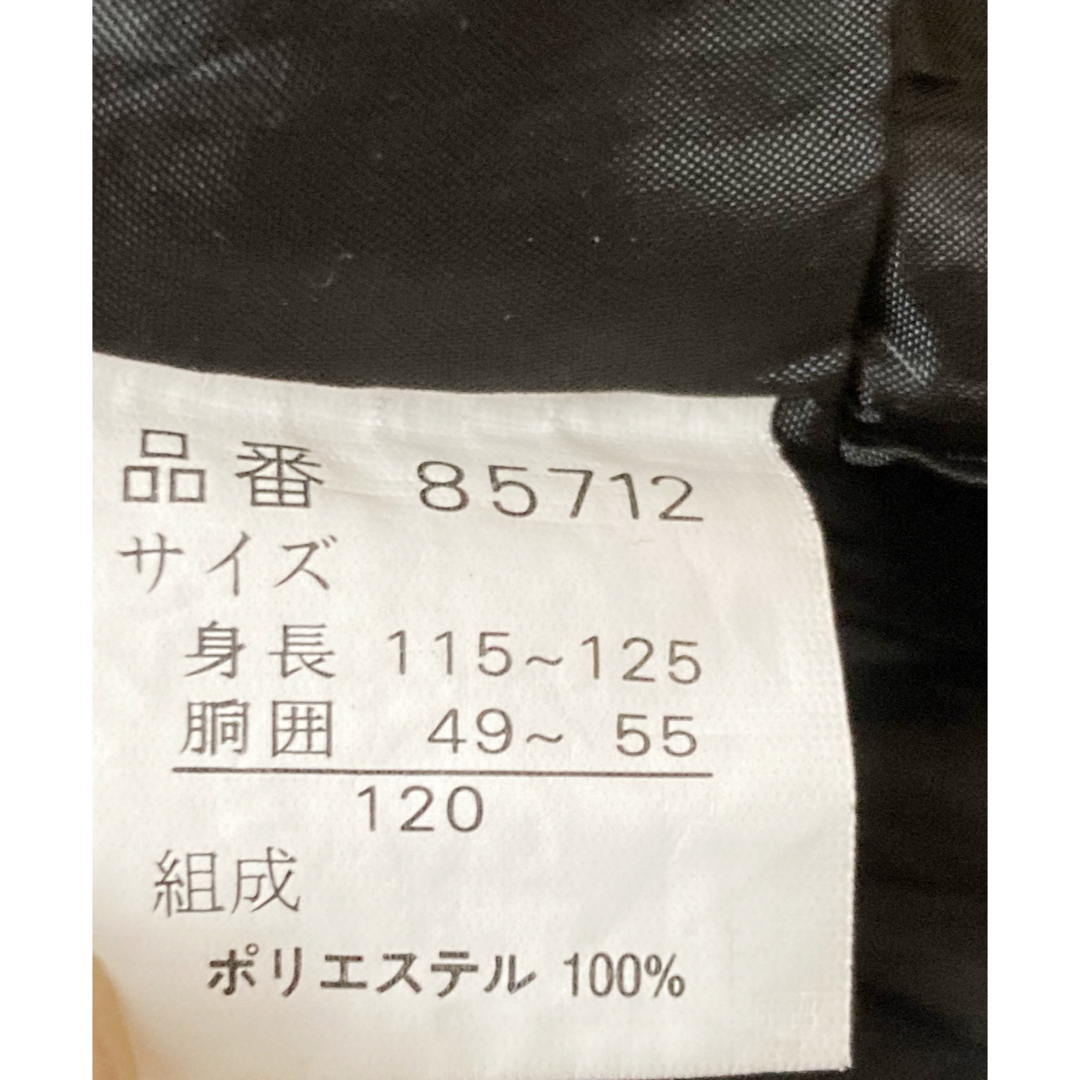 品番 85712
サイズ
身長 115~125
胴囲 49~ 55
120
組成
ポリエステル 100%